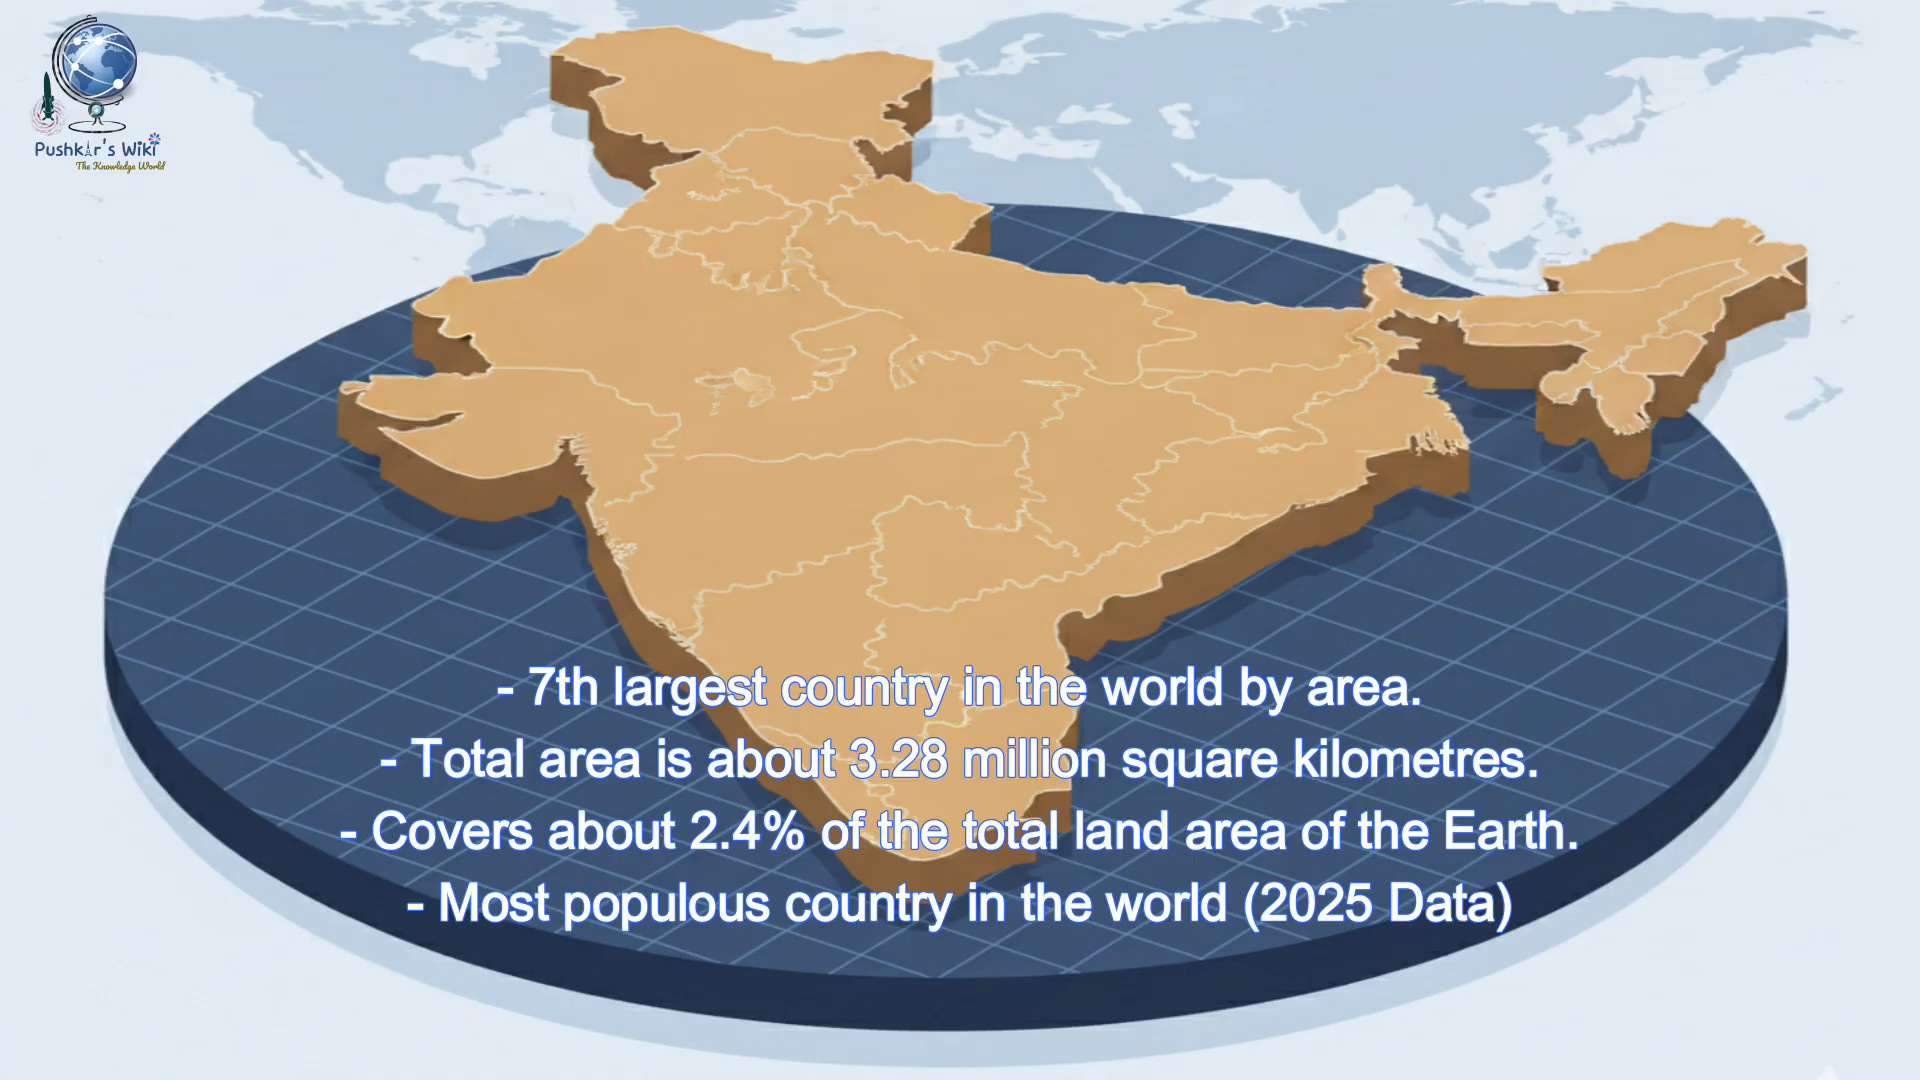 Pushkar's Wiki
The Knowledge World
- 7th largest country in the world by area.
- Total area is about 3.28 million square kilometres.
- Covers about 2.4% of the total land area of the Earth.
- Most populous country in the world (2025 Data)